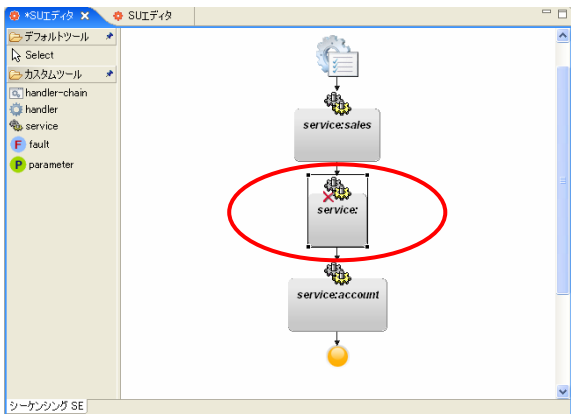 *SUエディタ
SUエディタ
デフォルトツール
Select
カスタムツール
handler-chain
handler
service
F fault
P parameter
service:sales
service:
service:account
シーケンシング SE